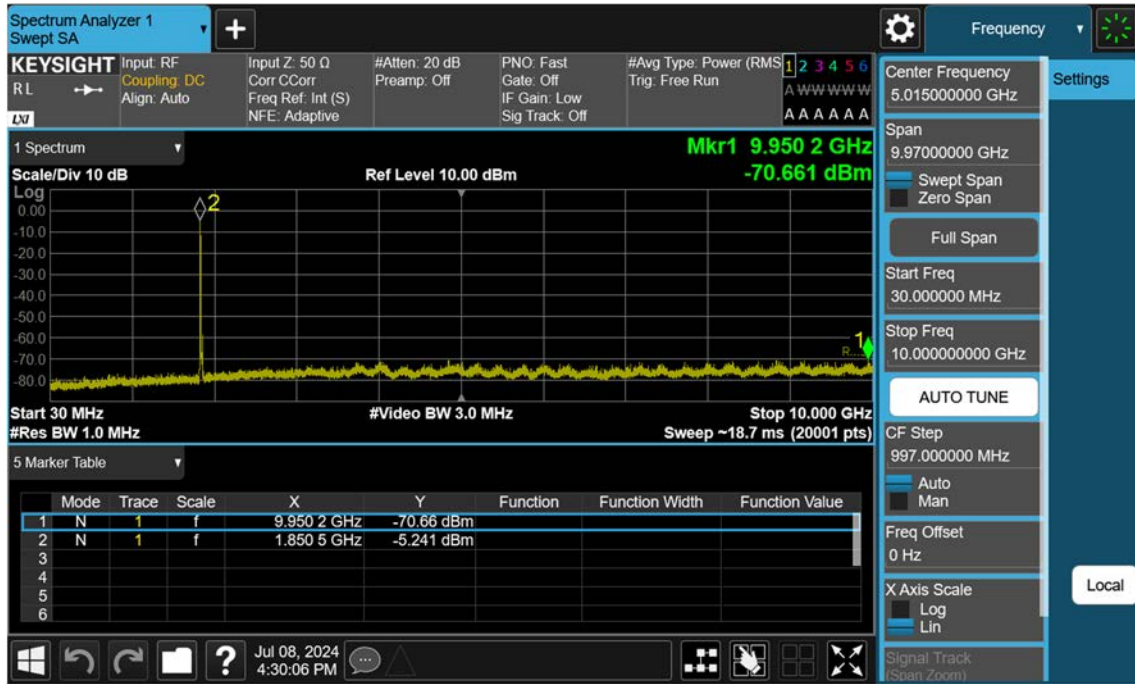 Spectrum Analyzer 1
Swept SA
+
Frequency
KEYSIGHT
RL
LXI
Input: RF
Coupling: DC
Align: Auto
Input Z: 50 Ω
Corr CCorr
Freq Ref: Int (S)
NFE: Adaptive
#Atten: 20 dB
Preamp: Off
PNO: Fast
Gate: Off
IF Gain: Low
Sig Track: Off
#Avg Type: Power (RMS
Trig: Free Run
1 2 3 4 5 6
A W W W W W
A A A A A A
1 Spectrum
Mkr1 9.950 2 GHz
Scale/Div 10 dB
Ref Level 10.00 dBm
-70.661 dBm
Log
0.00
-10.0
-20.0
-30.0
-40.0
-50.0
-60.0
-70.0
-80.0
2
1
R....
Start 30 MHz
#Video BW 3.0 MHz
Stop 10.000 GHz
#Res BW 1.0 MHz
Sweep ~18.7 ms (20001 pts)
5 Marker Table
Mode Trace Scale X Y Function Function Width Function Value
1 N 1 f 9.950 2 GHz -70.66 dBm
2 N 1 f 1.850 5 GHz -5.241 dBm
3
4
5
6
?
Jul 08, 2024
4:30:06 PM
Center Frequency
5.015000000 GHz
Span
9.97000000 GHz
Swept Span
Zero Span
Full Span
Start Freq
30.000000 MHz
Stop Freq
10.000000000 GHz
AUTO TUNE
CF Step
997.000000 MHz
Auto
Man
Freq Offset
0 Hz
X Axis Scale
Log
Lin
Signal Track
(Span Zoom)
Settings
Local